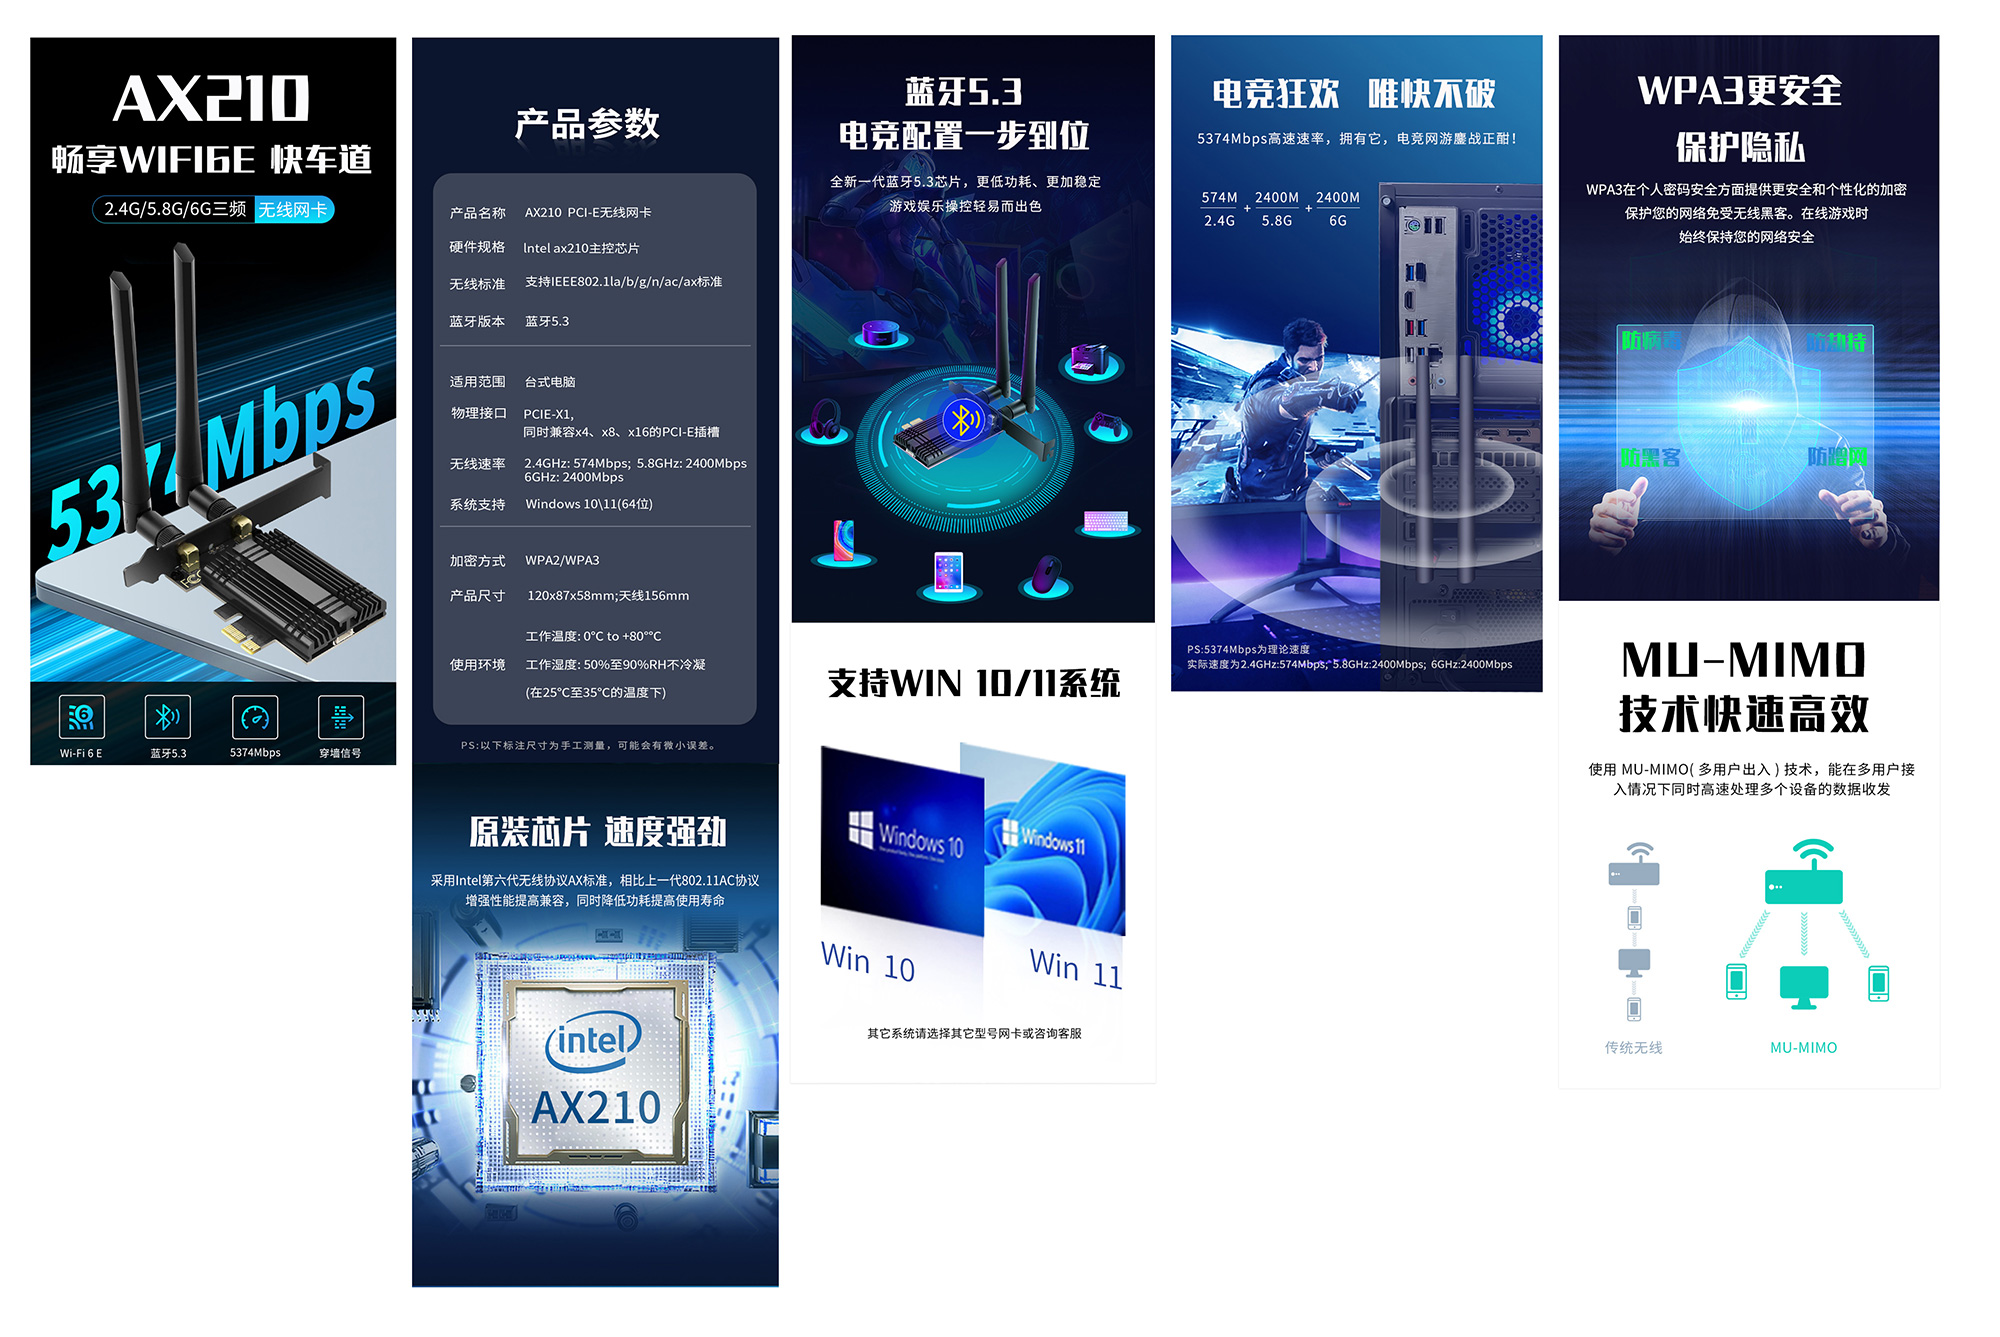 AX210
畅享WIFI6E 快车道
2.4G/5.8G/6G三频 无线网卡
5374Mbps
Wi-Fi 6 E
蓝牙5.3
5374Mbps
穿墙信号
产品参数
产品名称 AX210 PCI-E无线网卡
硬件规格 lntel ax210主控芯片
无线标准 支持IEEE802.1la/b/g/n/ac/ax标准
蓝牙版本 蓝牙5.3
适用范围 台式电脑
物理接口 PCIE-X1,
同时兼容x4、x8、x16的PCI-E插槽
无线速率 2.4GHz: 574Mbps; 5.8GHz: 2400Mbps
6GHz: 2400Mbps
系统支持 Windows 10\11(64位)
加密方式 WPA2/WPA3
产品尺寸 120x87x58mm;天线156mm
工作温度: 0°C to +80°°C
使用环境 工作湿度: 50%至90%RH不冷凝
(在25°C至35°C的温度下)
PS:以下标注尺寸为手工测量，可能会有微小误差。
原装芯片 速度强劲
采用Intel第六代无线协议AX标准，相比上一代802.11AC协议
增强性能提高兼容，同时降低功耗提高使用寿命
intel
AX210
蓝牙5.3
电竞配置一步到位
全新一代蓝牙5.3芯片，更低功耗、更加稳定
游戏娱乐操控轻易而出色
支持WIN 10/11系统
Windows 10
Windows 11
Win 10
Win 11
其它系统请选择其它型号网卡或咨询客服
电竞狂欢 唯快不破
5374Mbps高速速率，拥有它，电竞网游鏖战正酣！
574M + 2400M + 2400M
2.4G 5.8G 6G
PS:5374Mbps为理论速度
实际速度为2.4GHz:574Mbps; 5.8GHz:2400Mbps; 6GHz:2400Mbps
WPA3更安全
保护隐私
WPA3在个人密码安全方面提供更安全和个性化的加密
保护您的网络免受无线黑客。在线游戏时
始终保持您的网络安全
防病毒
防劫持
防黑客
防蹭网
MU-MIMO
技术快速高效
使用 MU-MIMO( 多用户出入 ) 技术，能在多用户接
入情况下同时高速处理多个设备的数据收发
传统无线
MU-MIMO